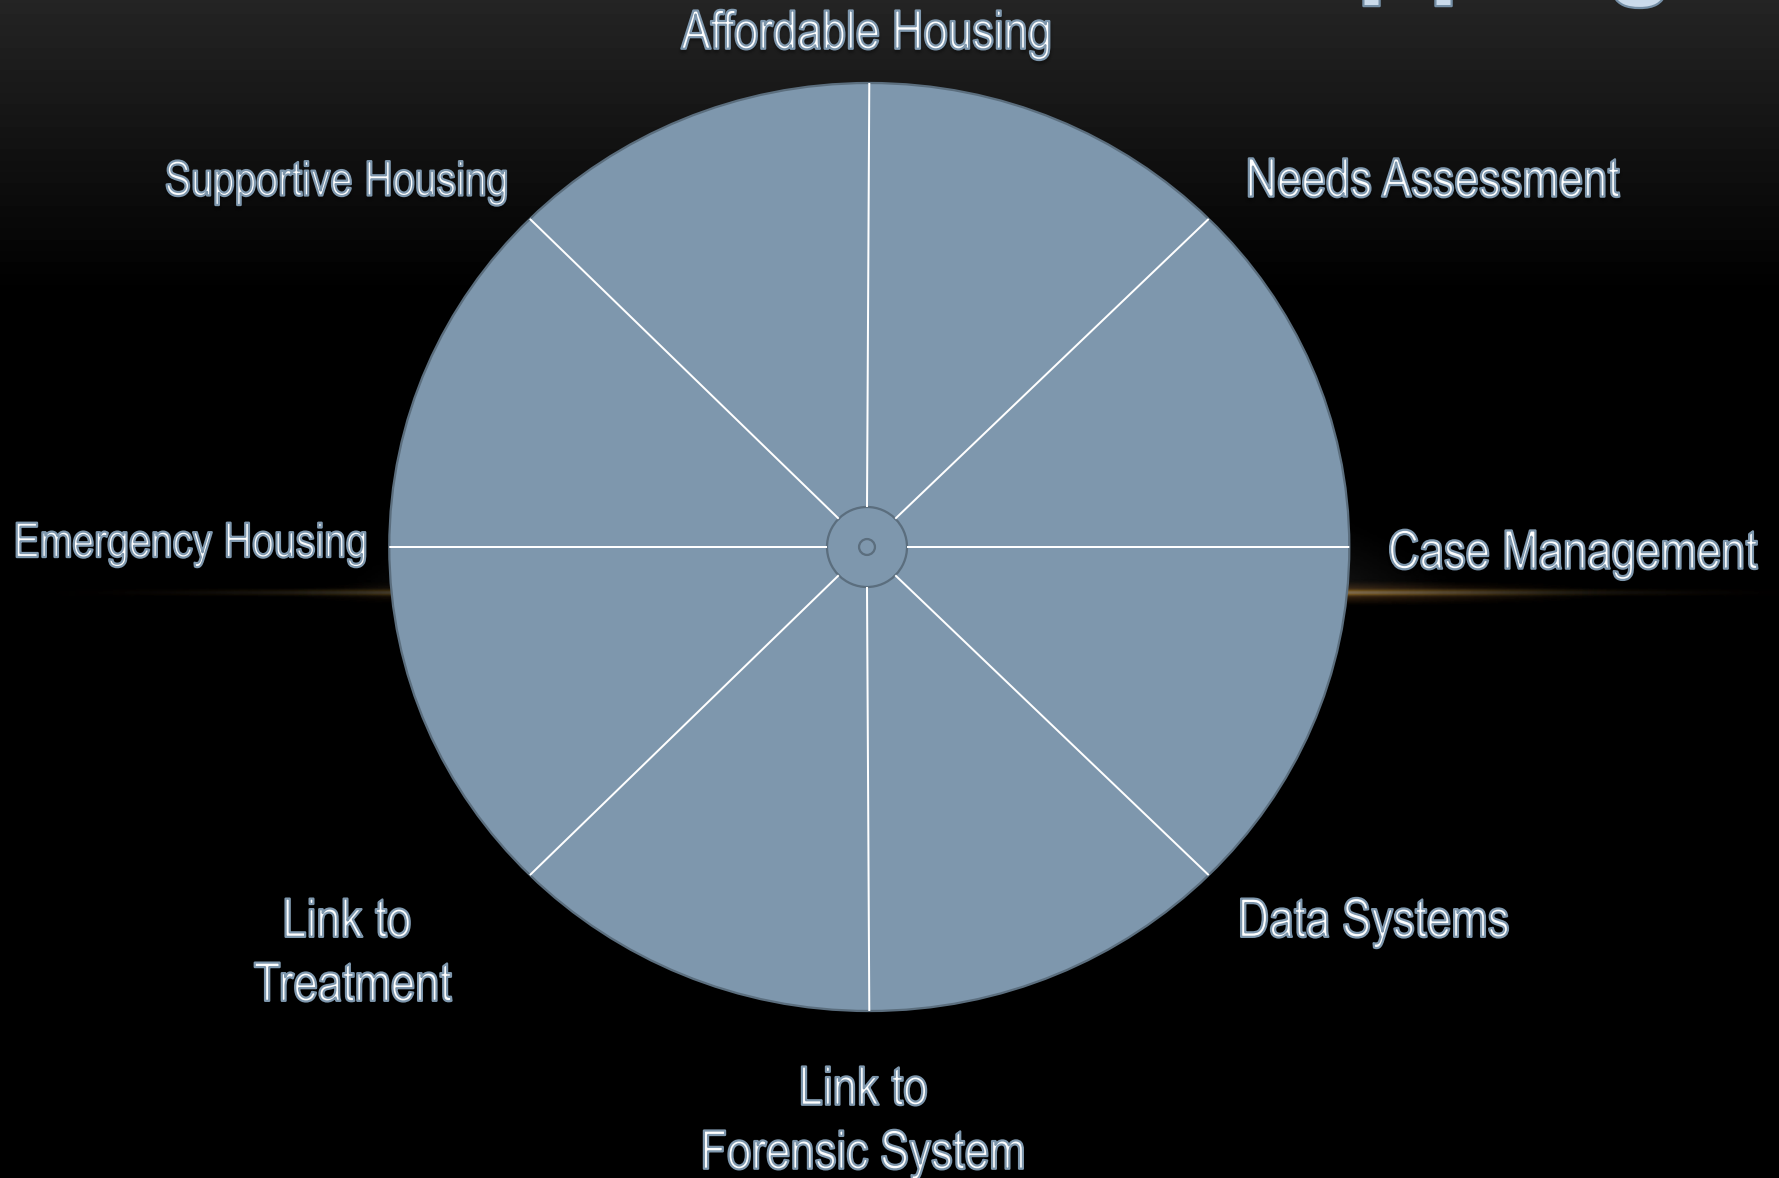 Affordable Housing
Supportive Housing
Needs Assessment
Emergency Housing
Case Management
Link to
Treatment
Data Systems
Link to
Forensic System